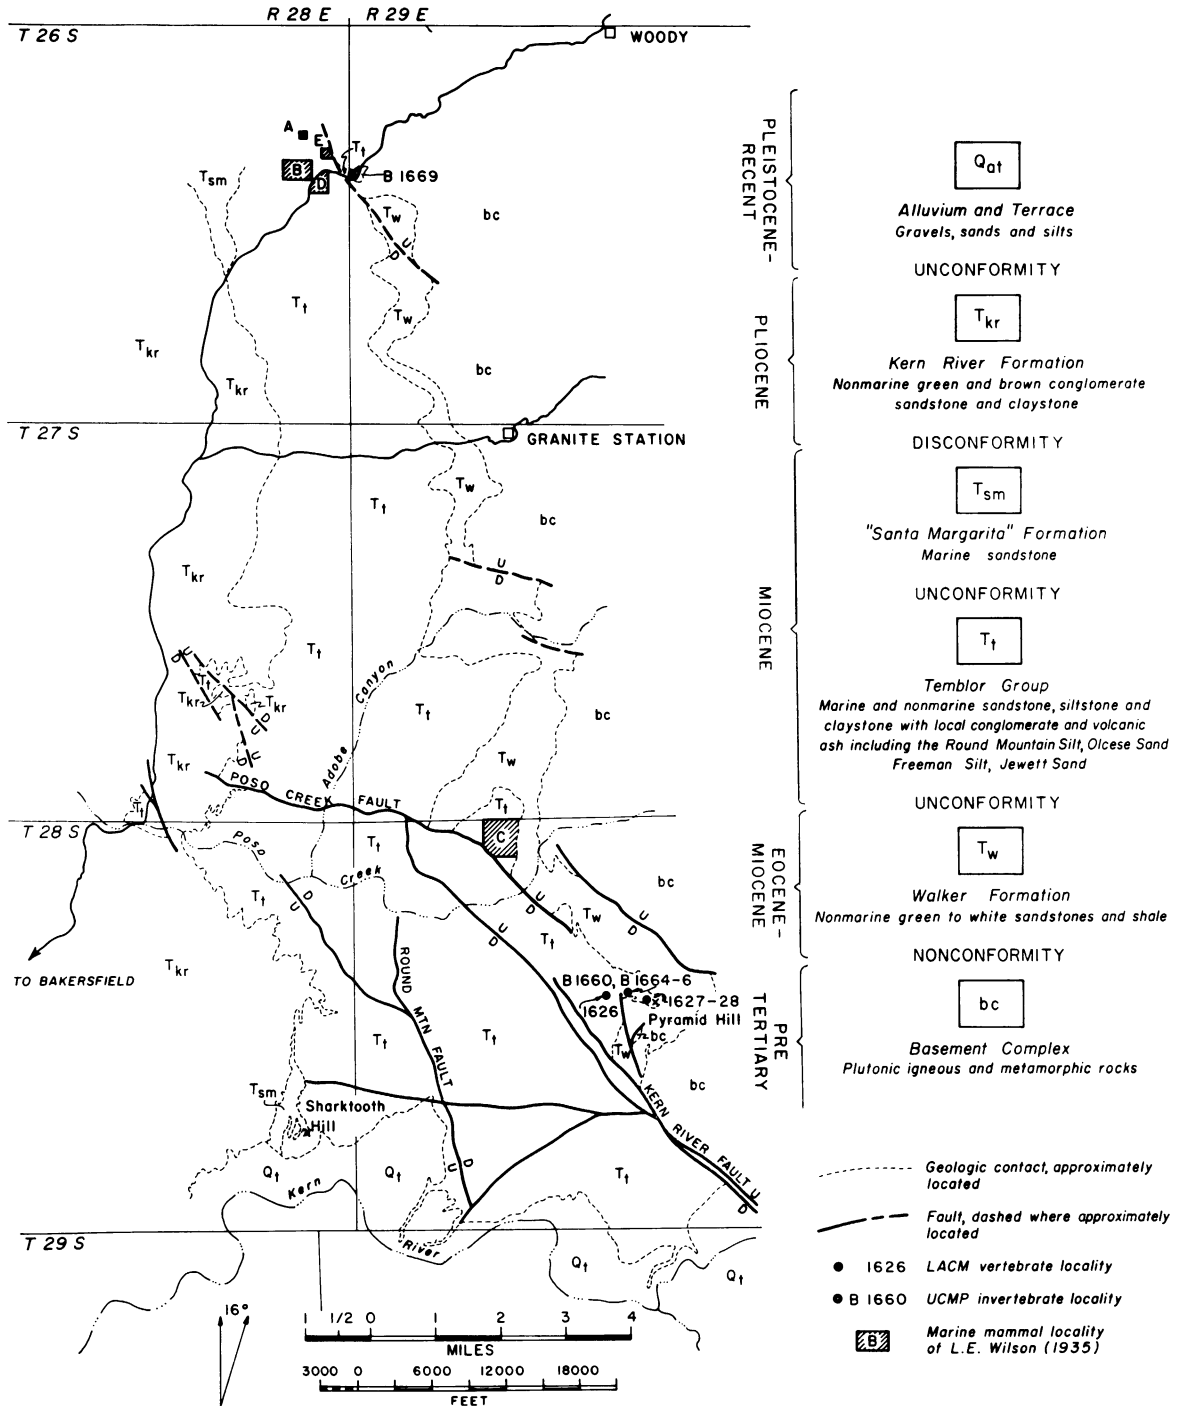 R 28 E R 29 E
T 26 S
WOODY
A
E
Tt
B
D
B 1669
Tsm
Tw
bc
U
D
Tt
Tw
Tkr
bc
Tkr
T 27 S
GRANITE STATION
Tt
Tw
bc
U
D
Tkr
Tt
D U
Tt
Tkr
Tkr
D
U
Adobe Canyon
Tt
bc
Tw
Tkr
D U
POSO CREEK FAULT
Tt
Tt
T 28 S
C
Tt
Poso Creek
bc
Tt
D
U
U
D
U
D
Tw
U
D
Tt
Tkr
TO BAKERSFIELD
ROUND MTN FAULT
B 1660, B 1664-6
1626
1627-28
Pyramid Hill
bc
Tw
Tt
Tt
bc
KERN RIVER FAULT
U
D
Tsm
Sharktooth
Hill
Qt
Qt
D
U
Tt
Kern River
T 29 S
Qt
Qt
16°
1 1/2 0 1 2 3 4
MILES
3000 0 6000 12000 18000
FEET
PLEISTOCENE-
RECENT
Qat
Alluvium and Terrace
Gravels, sands and silts
UNCONFORMITY
PLIOCENE
Tkr
Kern River Formation
Nonmarine green and brown conglomerate
sandstone and claystone
DISCONFORMITY
MIOCENE
Tsm
"Santa Margarita" Formation
Marine sandstone
UNCONFORMITY
Tt
Temblor Group
Marine and nonmarine sandstone, siltstone and
claystone with local conglomerate and volcanic
ash including the Round Mountain Silt, Olcese Sand
Freeman Silt, Jewett Sand
UNCONFORMITY
EOCENE-
MIOCENE
Tw
Walker Formation
Nonmarine green to white sandstones and shale
NONCONFORMITY
PRE
TERTIARY
bc
Basement Complex
Plutonic igneous and metamorphic rocks
Geologic contact, approximately
located
Fault, dashed where approximately
located
1626 LACM vertebrate locality
B 1660 UCMP invertebrate locality
B Marine mammal locality
of L.E. Wilson (1935)